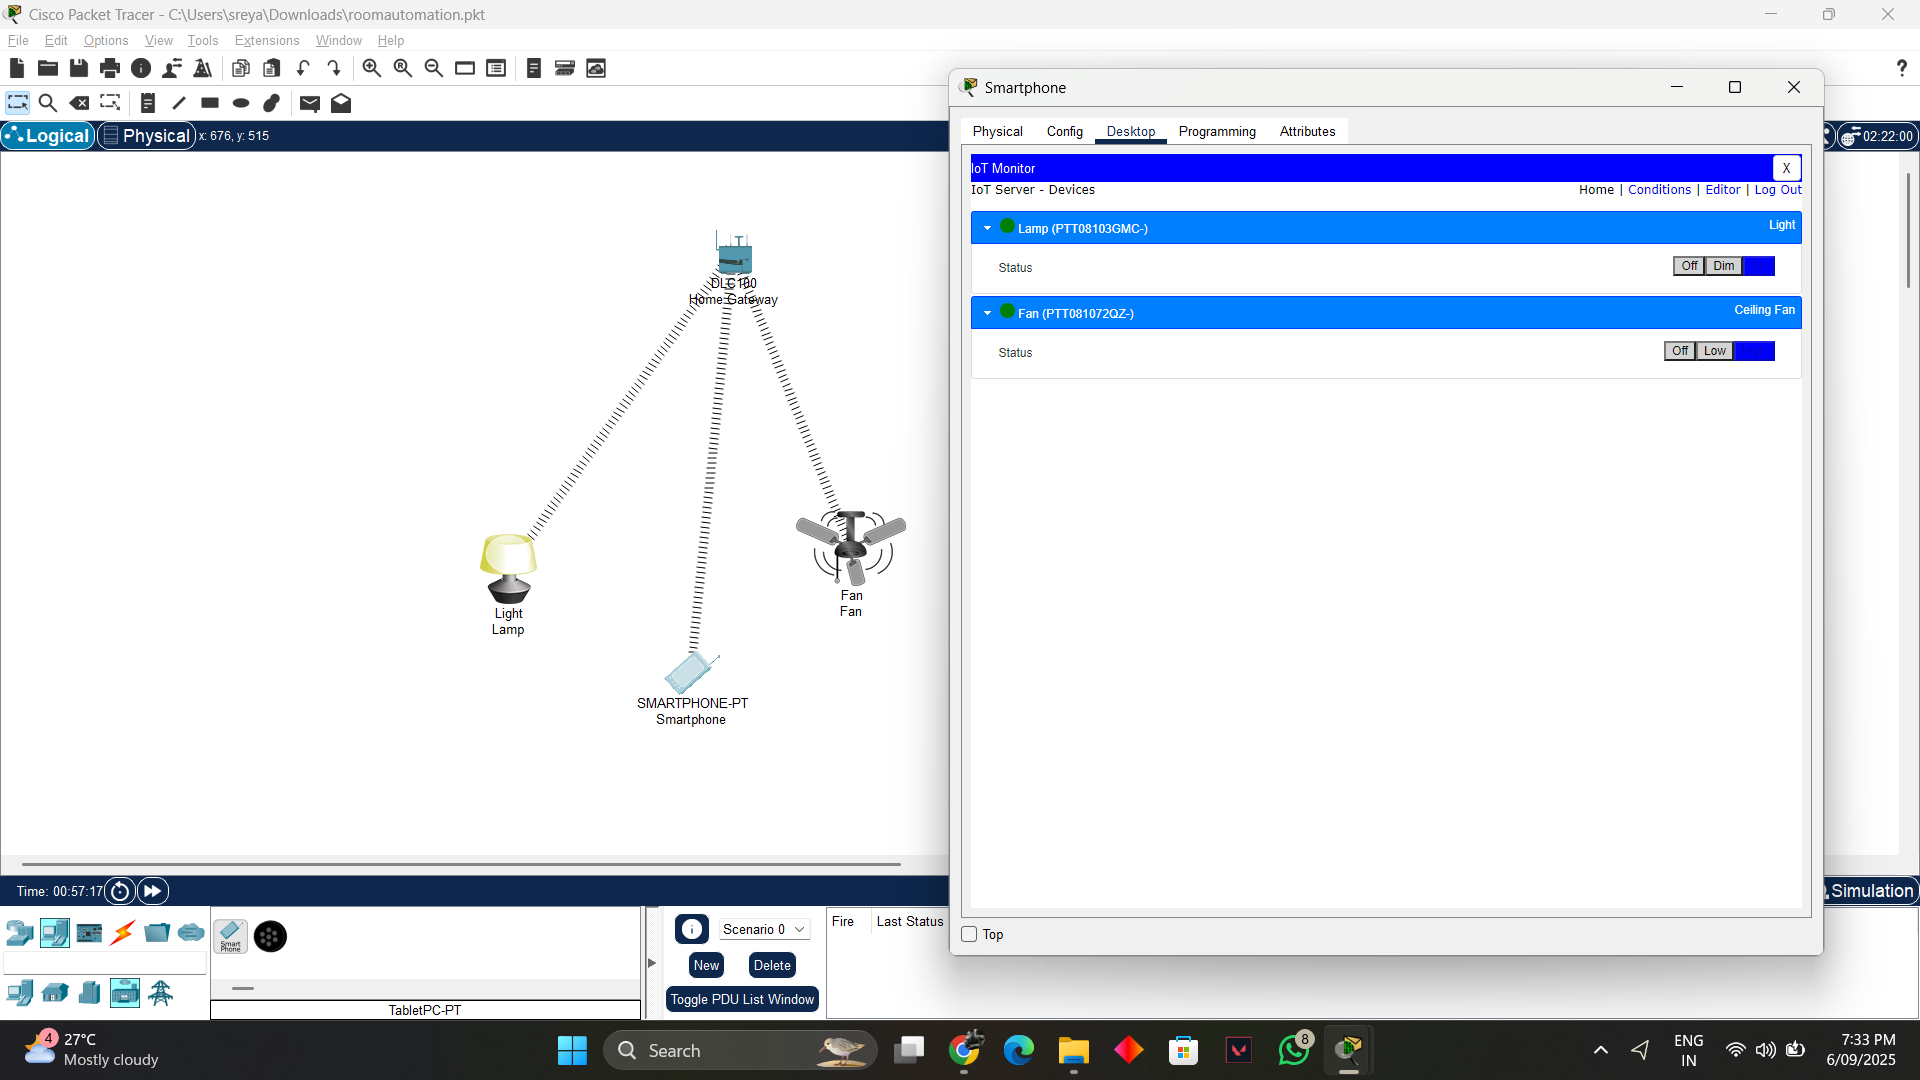 Cisco Packet Tracer - C:\Users\sreya\Downloads\roomautomation.pkt
File Edit Options View Tools Extensions Window Help
?
Logical Physical x: 676, y: 515
02:22:00
DLC100
Home Gateway
Light
Lamp
Fan
Fan
SMARTPHONE-PT
Smartphone
Smartphone
Physical Config Desktop Programming Attributes
IoT Monitor X
IoT Server - Devices Home | Conditions | Editor | Log Out
Lamp (PTT08103GMC-) Light
Status Off Dim
Fan (PTT081072QZ-) Ceiling Fan
Status Off Low
Top
Time: 00:57:17
Simulation
Smart
Phone
TabletPC-PT
Scenario 0
New Delete
Toggle PDU List Window
Fire Last Status
4
27°C
Mostly cloudy
Search
8
ENG
IN
7:33 PM
6/09/2025